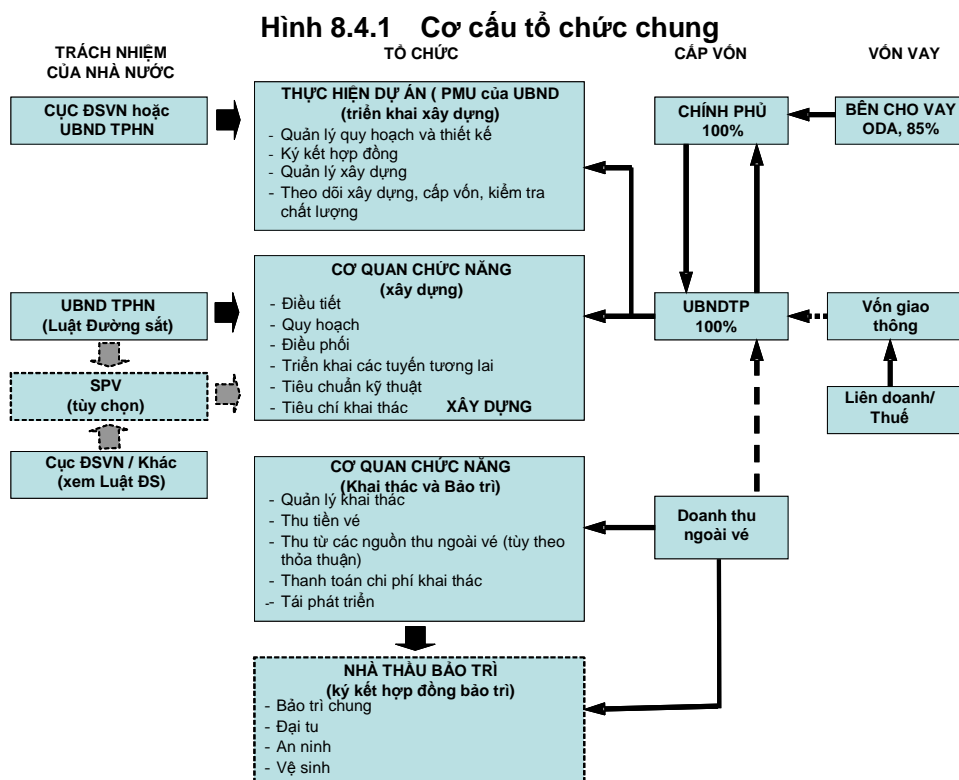 Hình 8.4.1 Cơ cấu tổ chức chung
TRÁCH NHIỆM
CỦA NHÀ NƯỚC
TỔ CHỨC
CẤP VỐN
VỐN VAY
CỤC ĐSVN hoặc
UBND TPHN
THỰC HIỆN DỰ ÁN ( PMU của UBND
(triển khai xây dựng)
- Quản lý quy hoạch và thiết kế
- Ký kết hợp đồng
- Quản lý xây dựng
- Theo dõi xây dựng, cấp vốn, kiểm tra
chất lượng
CHÍNH PHỦ
100%
BÊN CHO VAY
ODA, 85%
UBND TPHN
(Luật Đường sắt)
SPV
(tùy chọn)
Cục ĐSVN / Khác
(xem Luật ĐS)
CƠ QUAN CHỨC NĂNG
(xây dựng)
- Điều tiết
- Quy hoạch
- Điều phối
- Triển khai các tuyến tương lai
- Tiêu chuẩn kỹ thuật
- Tiêu chí khai thác XÂY DỰNG
UBNDTP
100%
Vốn giao
thông
Liên doanh/
Thuế
CƠ QUAN CHỨC NĂNG
(Khai thác và Bảo trì)
- Quản lý khai thác
- Thu tiền vé
- Thu từ các nguồn thu ngoài vé (tùy theo
thỏa thuận)
- Thanh toán chi phí khai thác
- Tái phát triển
Doanh thu
ngoài vé
NHÀ THẦU BẢO TRÌ
(ký kết hợp đồng bảo trì)
- Bảo trì chung
- Đại tu
- An ninh
- Vệ sinh